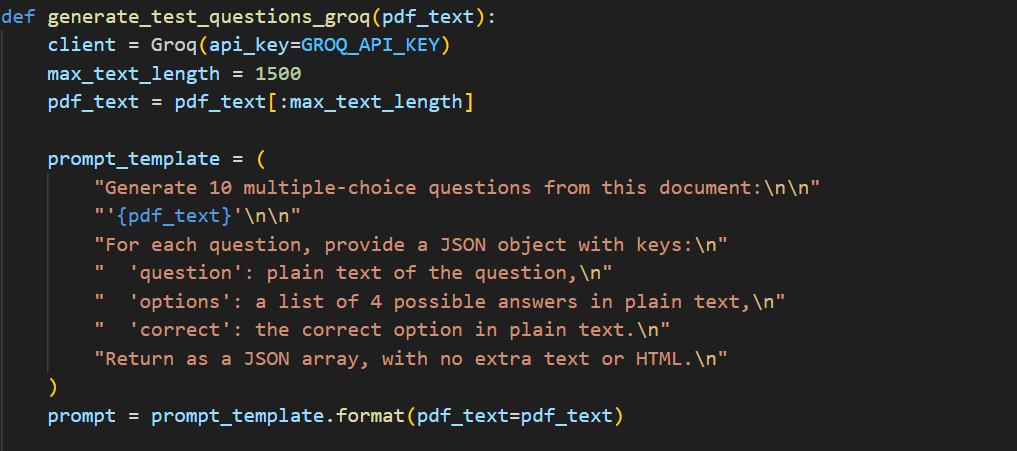 def generate_test_questions_groq(pdf_text):
    client = Groq(api_key=GROQ_API_KEY)
    max_text_length = 1500
    pdf_text = pdf_text[:max_text_length]

    prompt_template = (
        "Generate 10 multiple-choice questions from this document:\n\n"
        "'{pdf_text}'\n\n"
        "For each question, provide a JSON object with keys:\n"
        "  'question': plain text of the question,\n"
        "  'options': a list of 4 possible answers in plain text,\n"
        "  'correct': the correct option in plain text.\n"
        "Return as a JSON array, with no extra text or HTML.\n"
    )
    prompt = prompt_template.format(pdf_text=pdf_text)